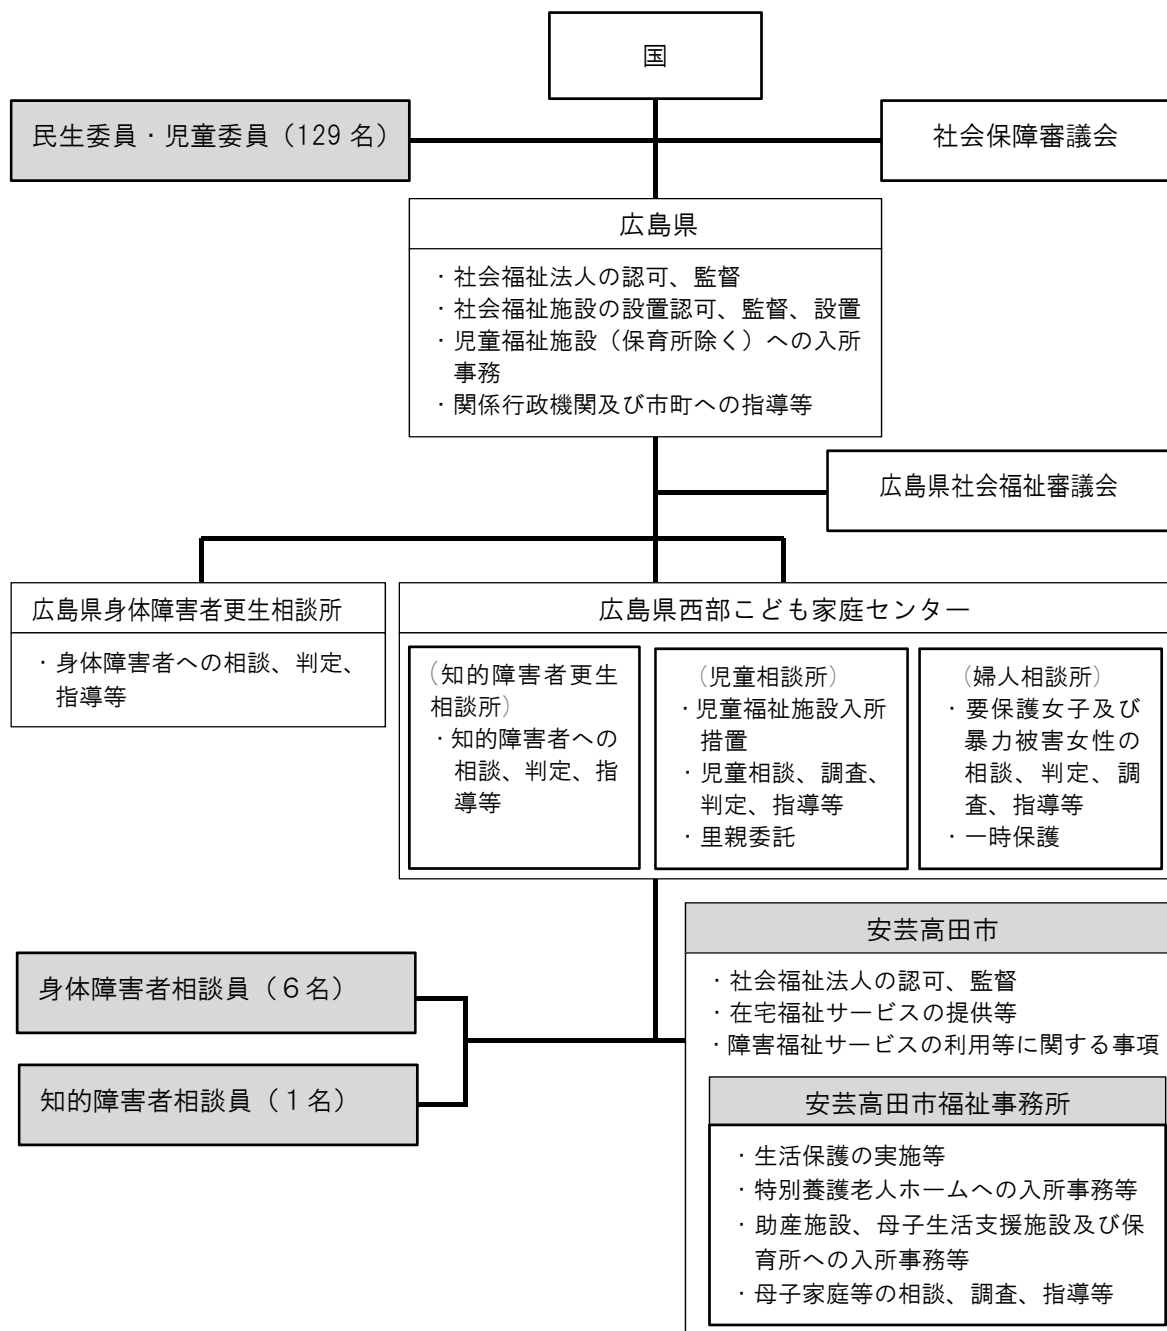 国
民生委員・児童委員（129 名）
社会保障審議会
広島県
・社会福祉法人の認可、監督
・社会福祉施設の設置認可、監督、設置
・児童福祉施設（保育所除く）への入所
事務
・関係行政機関及び市町への指導等
広島県社会福祉審議会
広島県身体障害者更生相談所
・身体障害者への相談、判定、
指導等
広島県西部こども家庭センター
（知的障害者更生
相談所）
・知的障害者への
相談、判定、指
導等
（児童相談所）
・児童福祉施設入所
措置
・児童相談、調査、
判定、指導等
・里親委託
（婦人相談所）
・要保護女子及び
暴力被害女性の
相談、判定、調
査、指導等
・一時保護
身体障害者相談員（６名）
知的障害者相談員（１名）
安芸高田市
・社会福祉法人の認可、監督
・在宅福祉サービスの提供等
・障害福祉サービスの利用等に関する事項
安芸高田市福祉事務所
・生活保護の実施等
・特別養護老人ホームへの入所事務等
・助産施設、母子生活支援施設及び保
育所への入所事務等
・母子家庭等の相談、調査、指導等